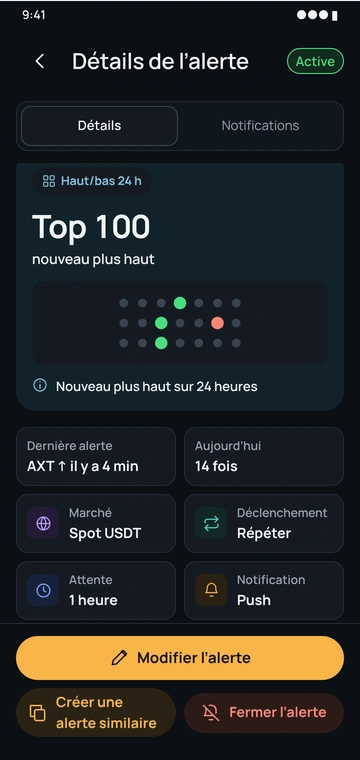 9:41
Détails de l'alerte
Active
Détails
Notifications
Haut/bas 24 h
Top 100
nouveau plus haut
Nouveau plus haut sur 24 heures
Dernière alerte
AXT ↑ il y a 4 min
Aujourd'hui
14 fois
Marché
Spot USDT
Déclenchement
Répéter
Attente
1 heure
Notification
Push
Modifier l'alerte
Créer une
alerte similaire
Fermer l'alerte